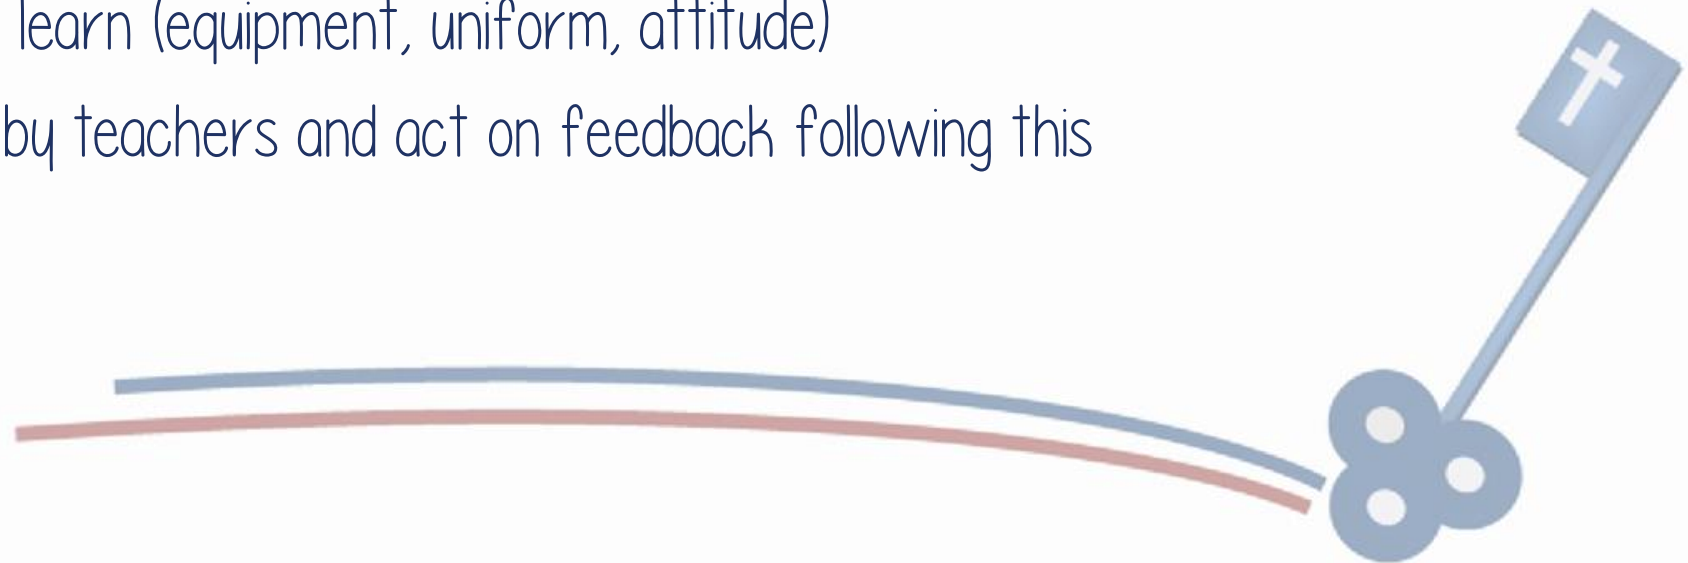 learn (equipment, uniform, attitude)
by teachers and act on feedback following this